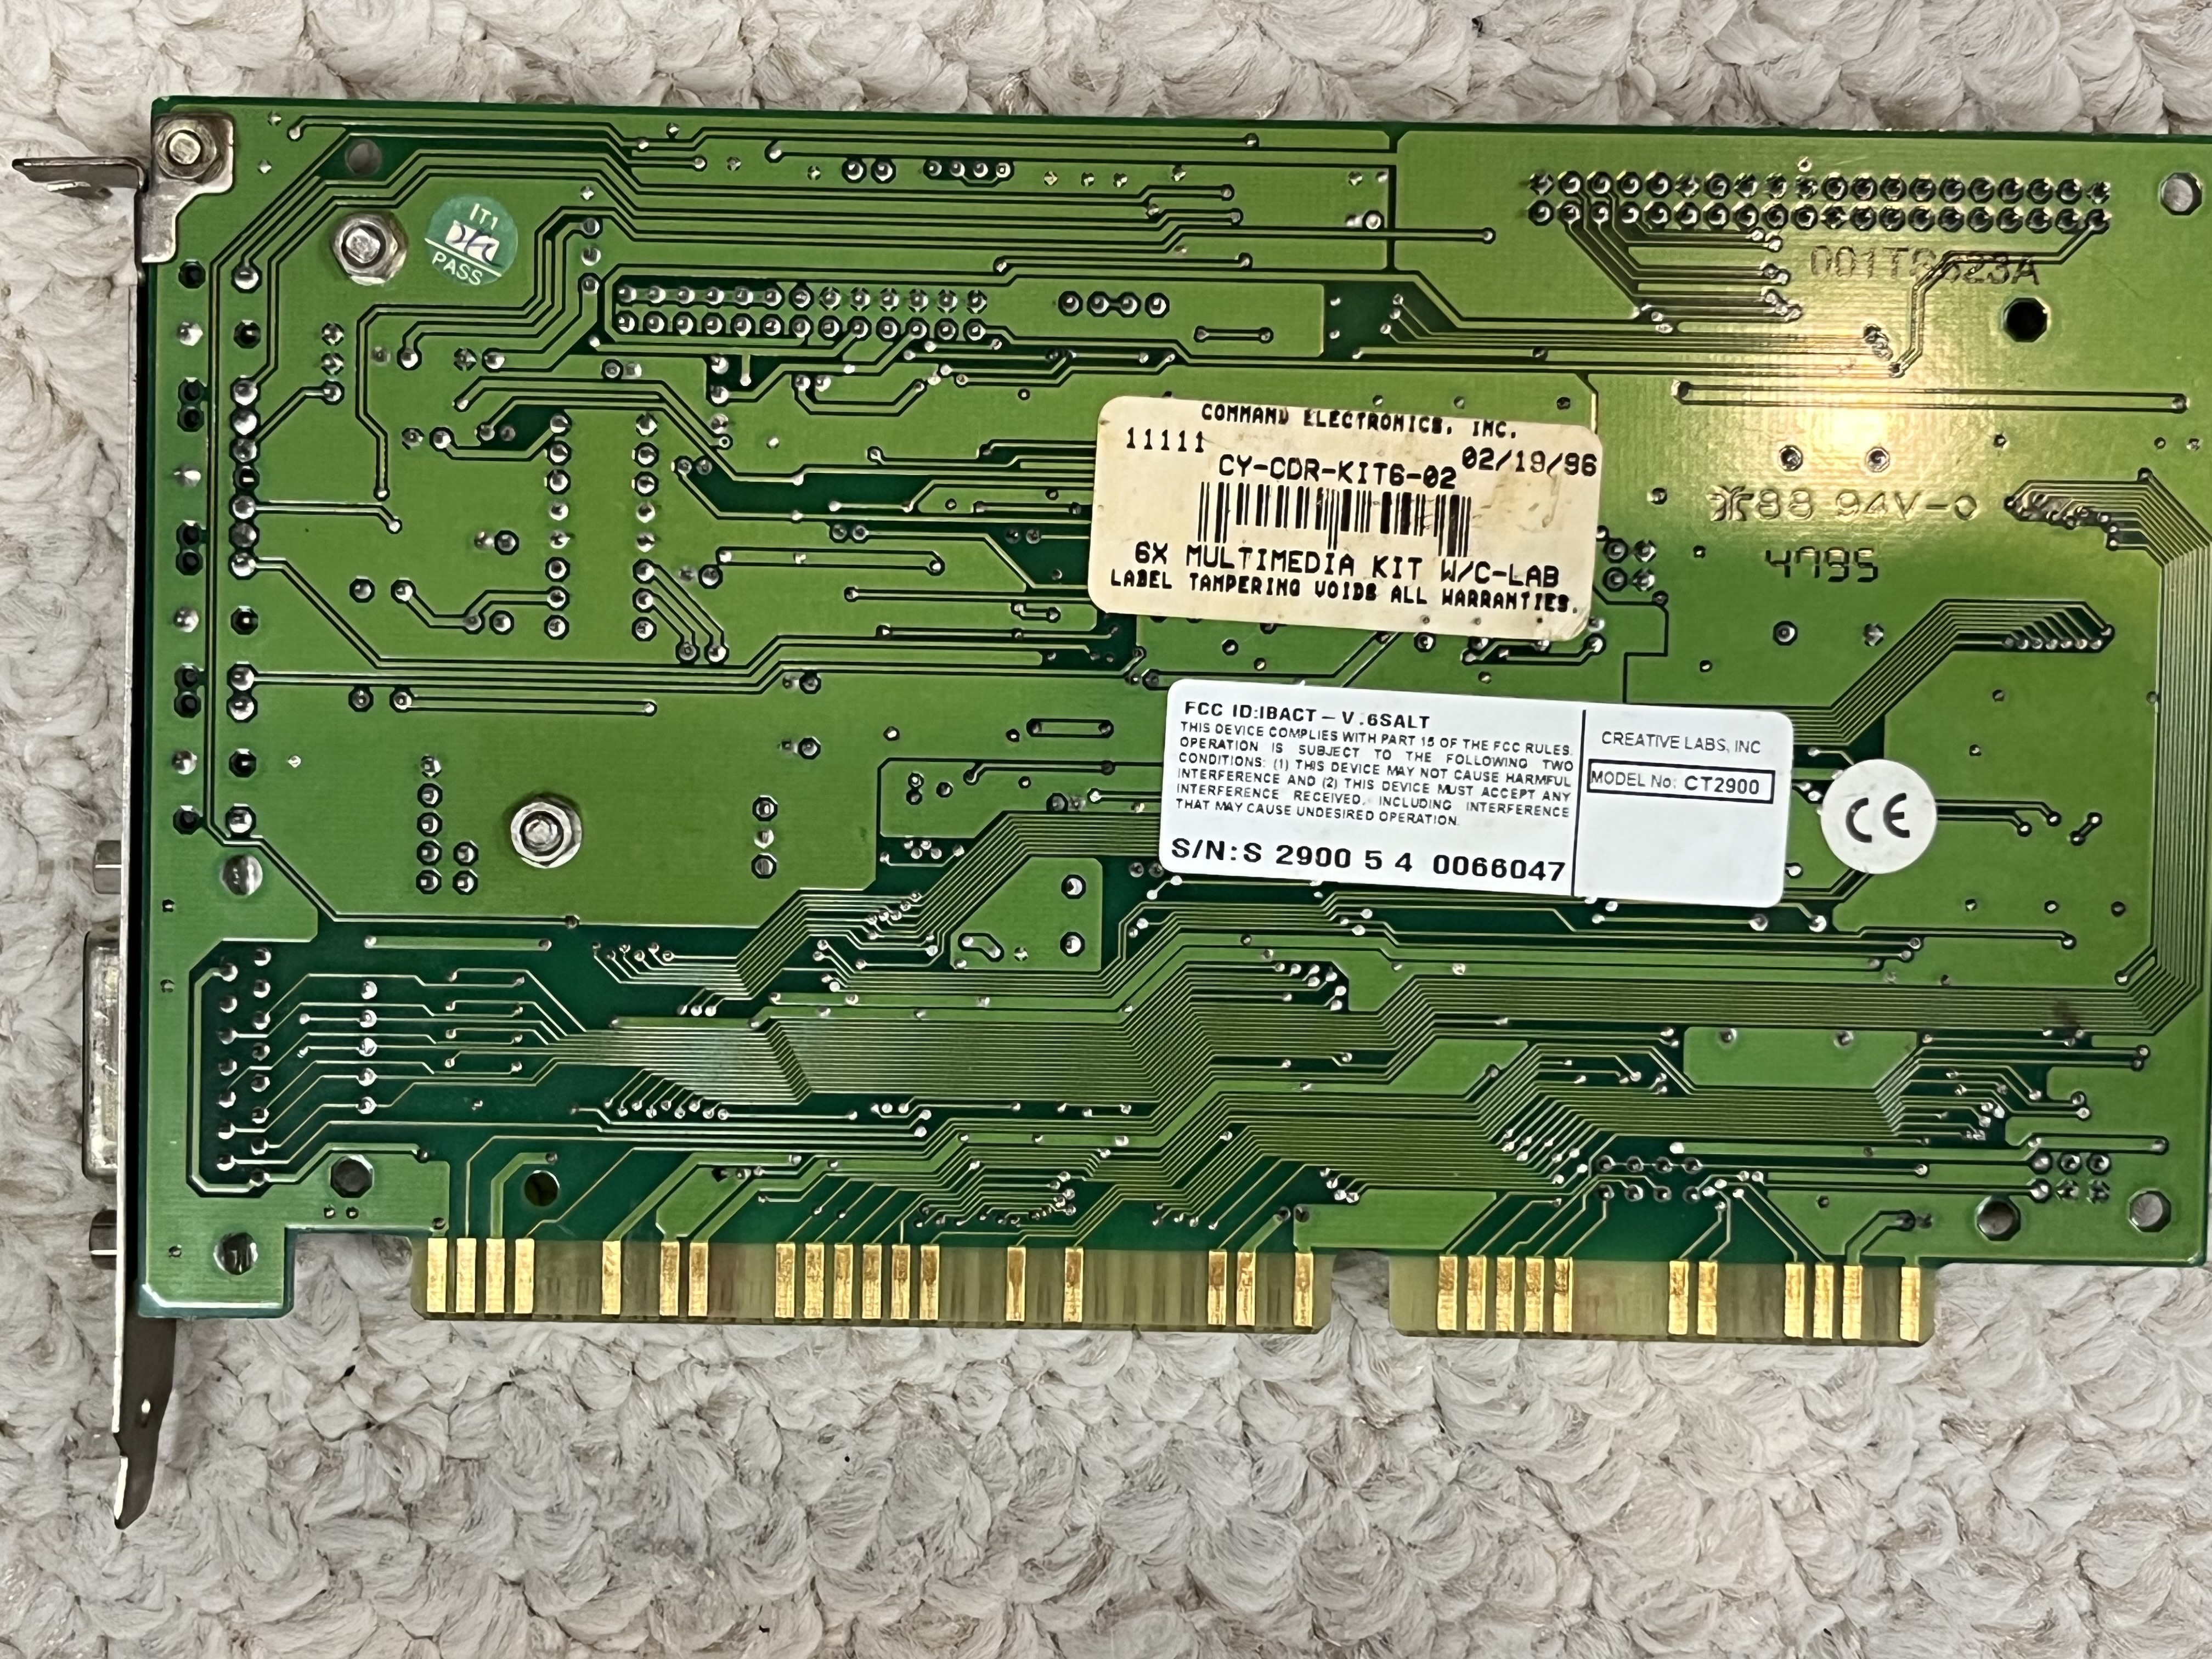 IT1
PASS
001T2623A
COMMAND ELECTRONICS, INC.
11111
02/19/96
CY-CDR-KIT6-02
6X MULTIMEDIA KIT W/C-LAB
LABEL TAMPERING VOIDS ALL WARRANTIES.
88 94V-0
4795
FCC ID:IBACT-V.6SALT
THIS DEVICE COMPLIES WITH PART 15 OF THE FCC RULES.
OPERATION IS SUBJECT TO THE FOLLOWING TWO
CONDITIONS: (1) THIS DEVICE MAY NOT CAUSE HARMFUL
INTERFERENCE AND (2) THIS DEVICE MUST ACCEPT ANY
INTERFERENCE RECEIVED, INCLUDING INTERFERENCE
THAT MAY CAUSE UNDESIRED OPERATION.
S/N:S 2900 5 4 0066047
CREATIVE LABS, INC
MODEL No: CT2900
CE